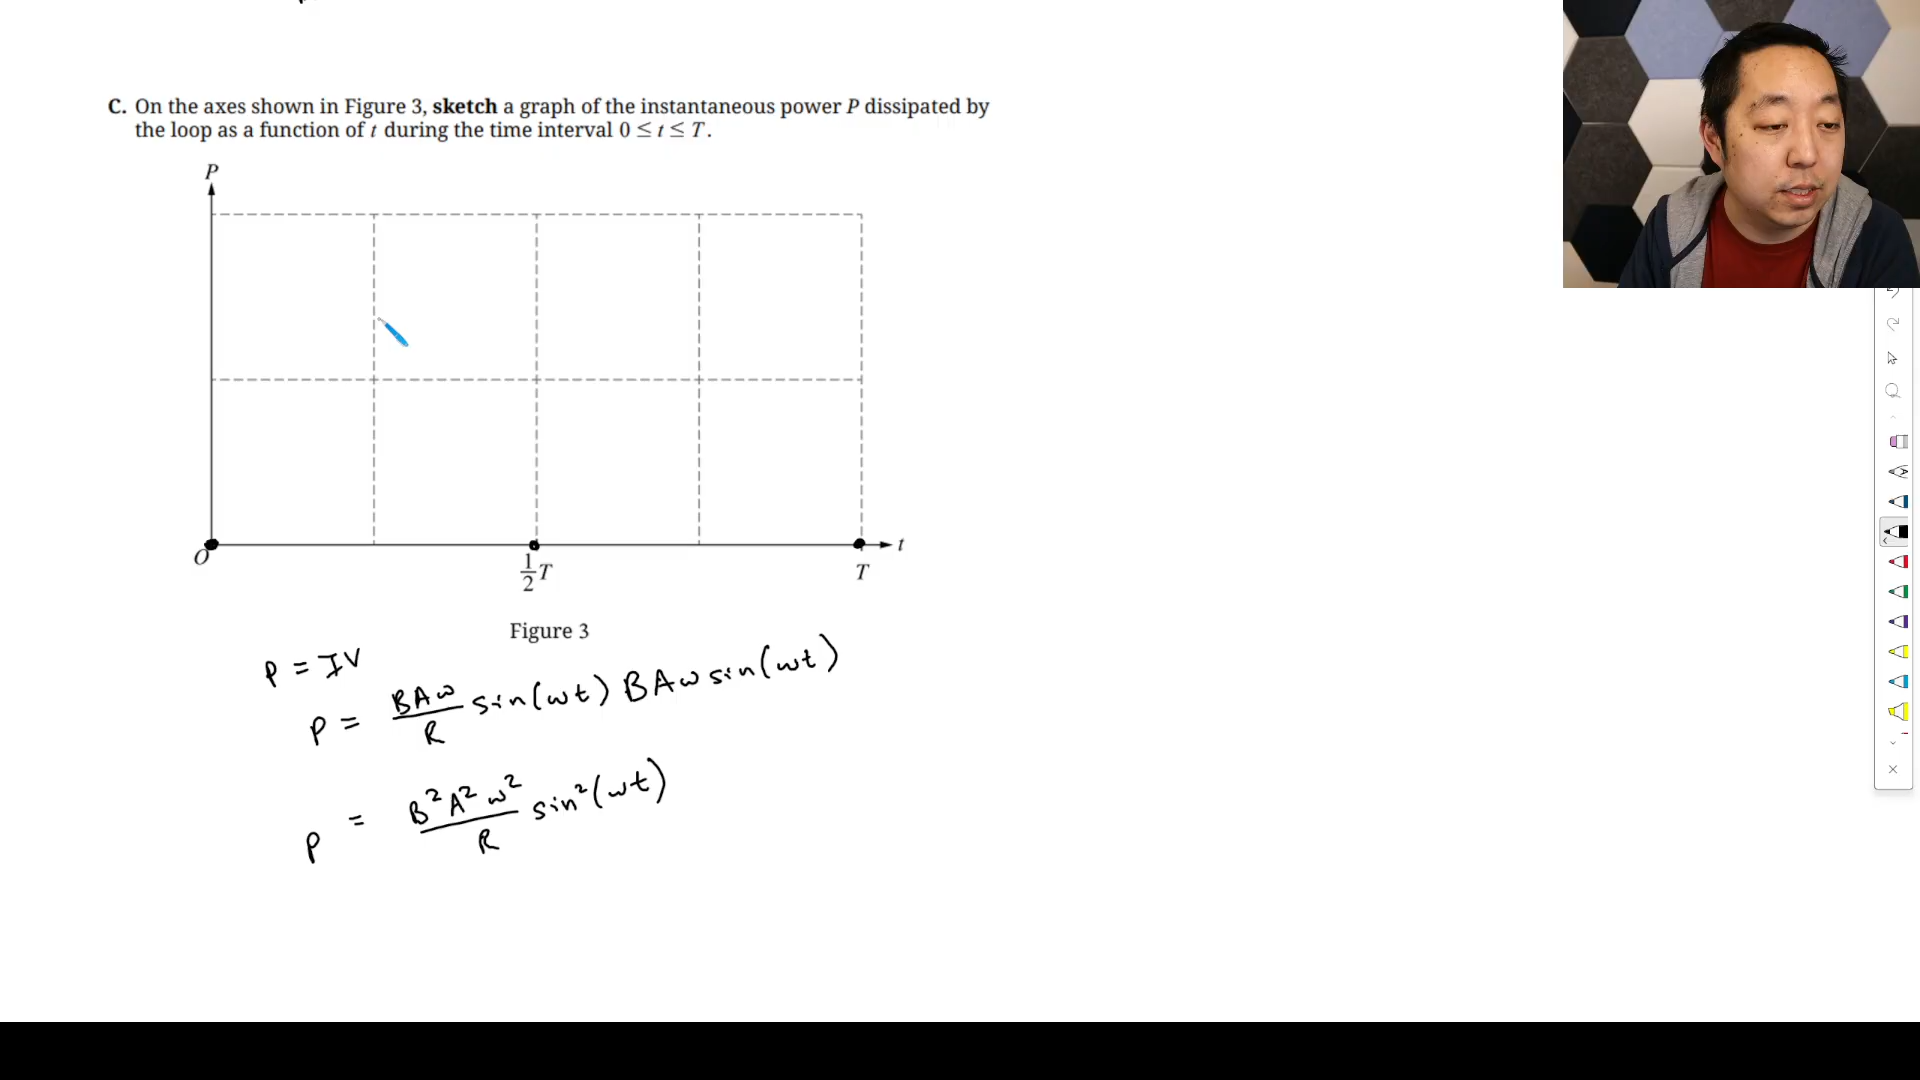 C. On the axes shown in Figure 3, sketch a graph of the instantaneous power P dissipated by
the loop as a function of t during the time interval 0 ≤ t ≤ T.
P
O
1/2 T
T
t
Figure 3
P = IV
P = BAω/R sin(ωt) BAω sin(ωt)
P = B²A²ω²/R sin²(ωt)